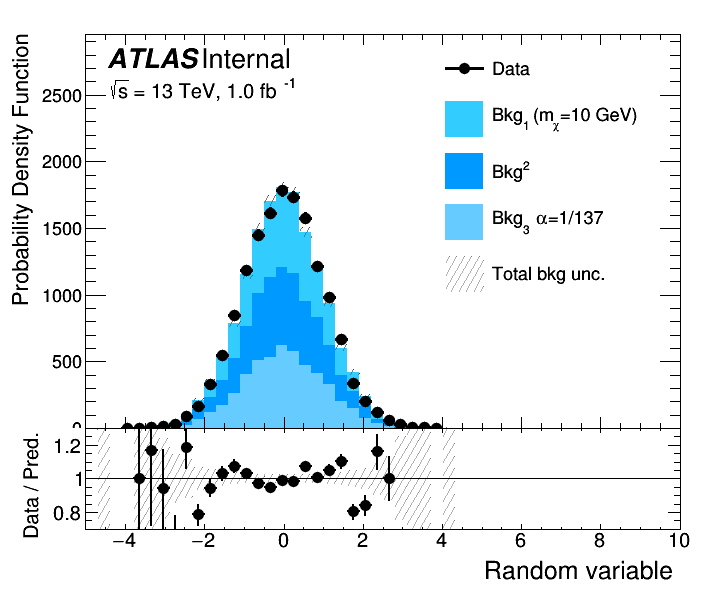 ATLAS Internal
√s = 13 TeV, 1.0 fb⁻¹
Data
Bkg₁ (mᵪ=10 GeV)
Bkg²
Bkg₃ α=1/137
Total bkg unc.
Probability Density Function
2500
2000
1500
1000
500
0
Data / Pred.
1.2
1
0.8
−4 −2 0 2 4 6 8 10
Random variable